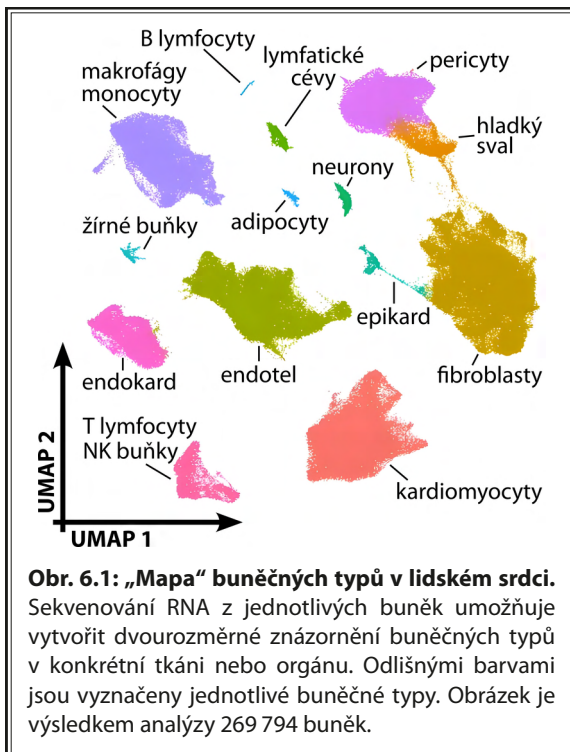 B lymfocyty
lymfatické
cévy
pericyty
makrofágy
monocyty
hladký
sval
neurony
adipocyty
žírné buňky
epikard
endokard
endotel
fibroblasty
T lymfocyty
NK buňky
kardiomyocyty
UMAP 2
UMAP 1
Obr. 6.1: „Mapa“ buněčných typů v lidském srdci.
Sekvenování RNA z jednotlivých buněk umožňuje
vytvořit dvourozměrné znázornění buněčných typů
v konkrétní tkáni nebo orgánu. Odlišnými barvami
jsou vyznačeny jednotlivé buněčné typy. Obrázek je
výsledkem analýzy 269 794 buněk.